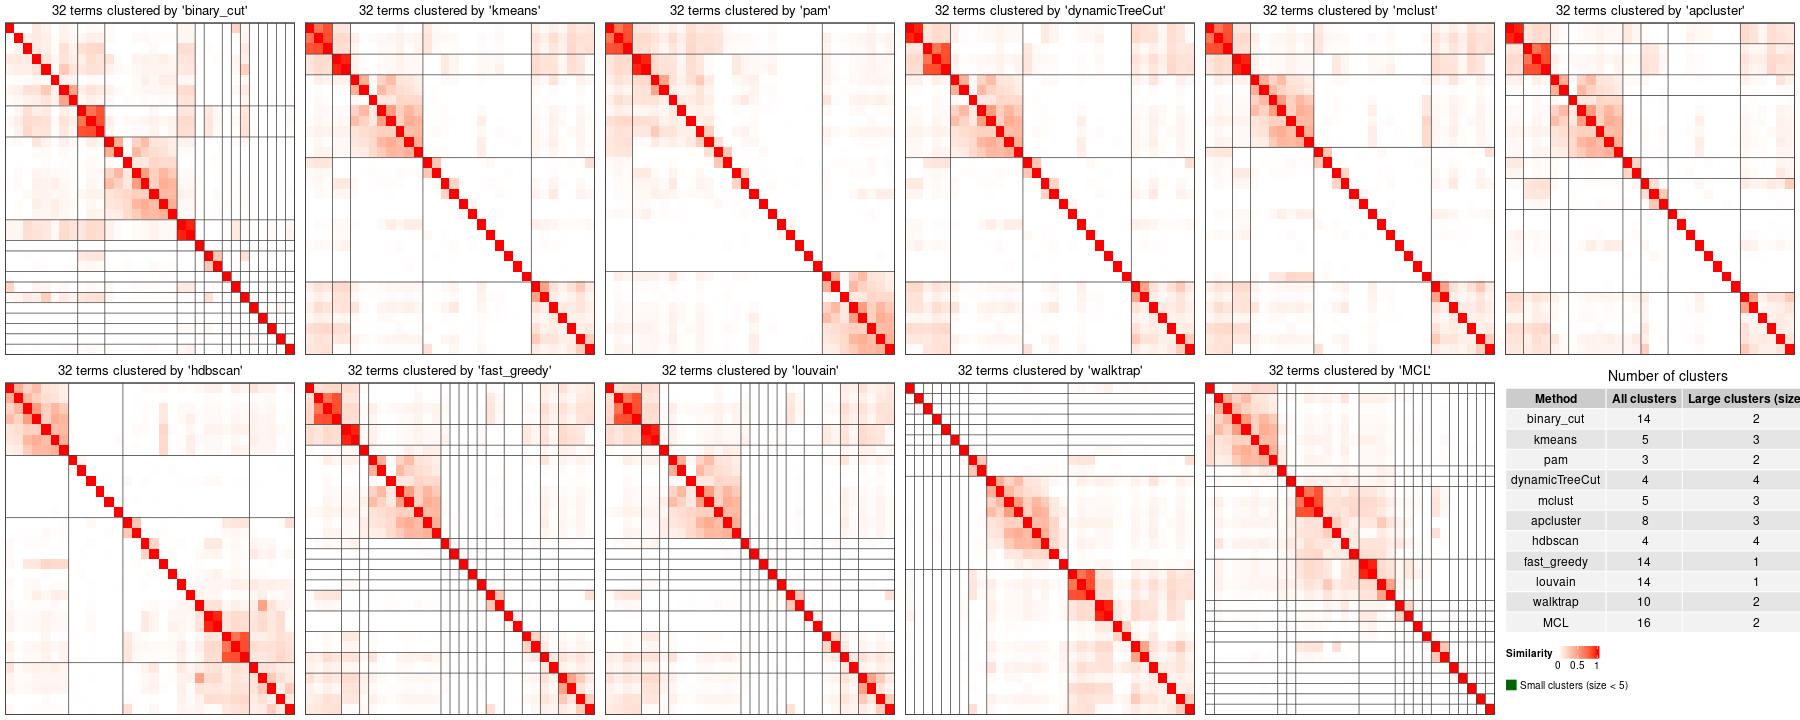 32 terms clustered by 'binary_cut'
32 terms clustered by 'kmeans'
32 terms clustered by 'pam'
32 terms clustered by 'dynamicTreeCut'
32 terms clustered by 'mclust'
32 terms clustered by 'apcluster'
32 terms clustered by 'hdbscan'
32 terms clustered by 'fast_greedy'
32 terms clustered by 'louvain'
32 terms clustered by 'walktrap'
32 terms clustered by 'MCL'
Number of clusters
Method All clusters Large clusters (size
binary_cut 14 2
kmeans 5 3
pam 3 2
dynamicTreeCut 4 4
mclust 5 3
apcluster 8 3
hdbscan 4 4
fast_greedy 14 1
louvain 14 1
walktrap 10 2
MCL 16 2
Similarity
0 0.5 1
Small clusters (size < 5)